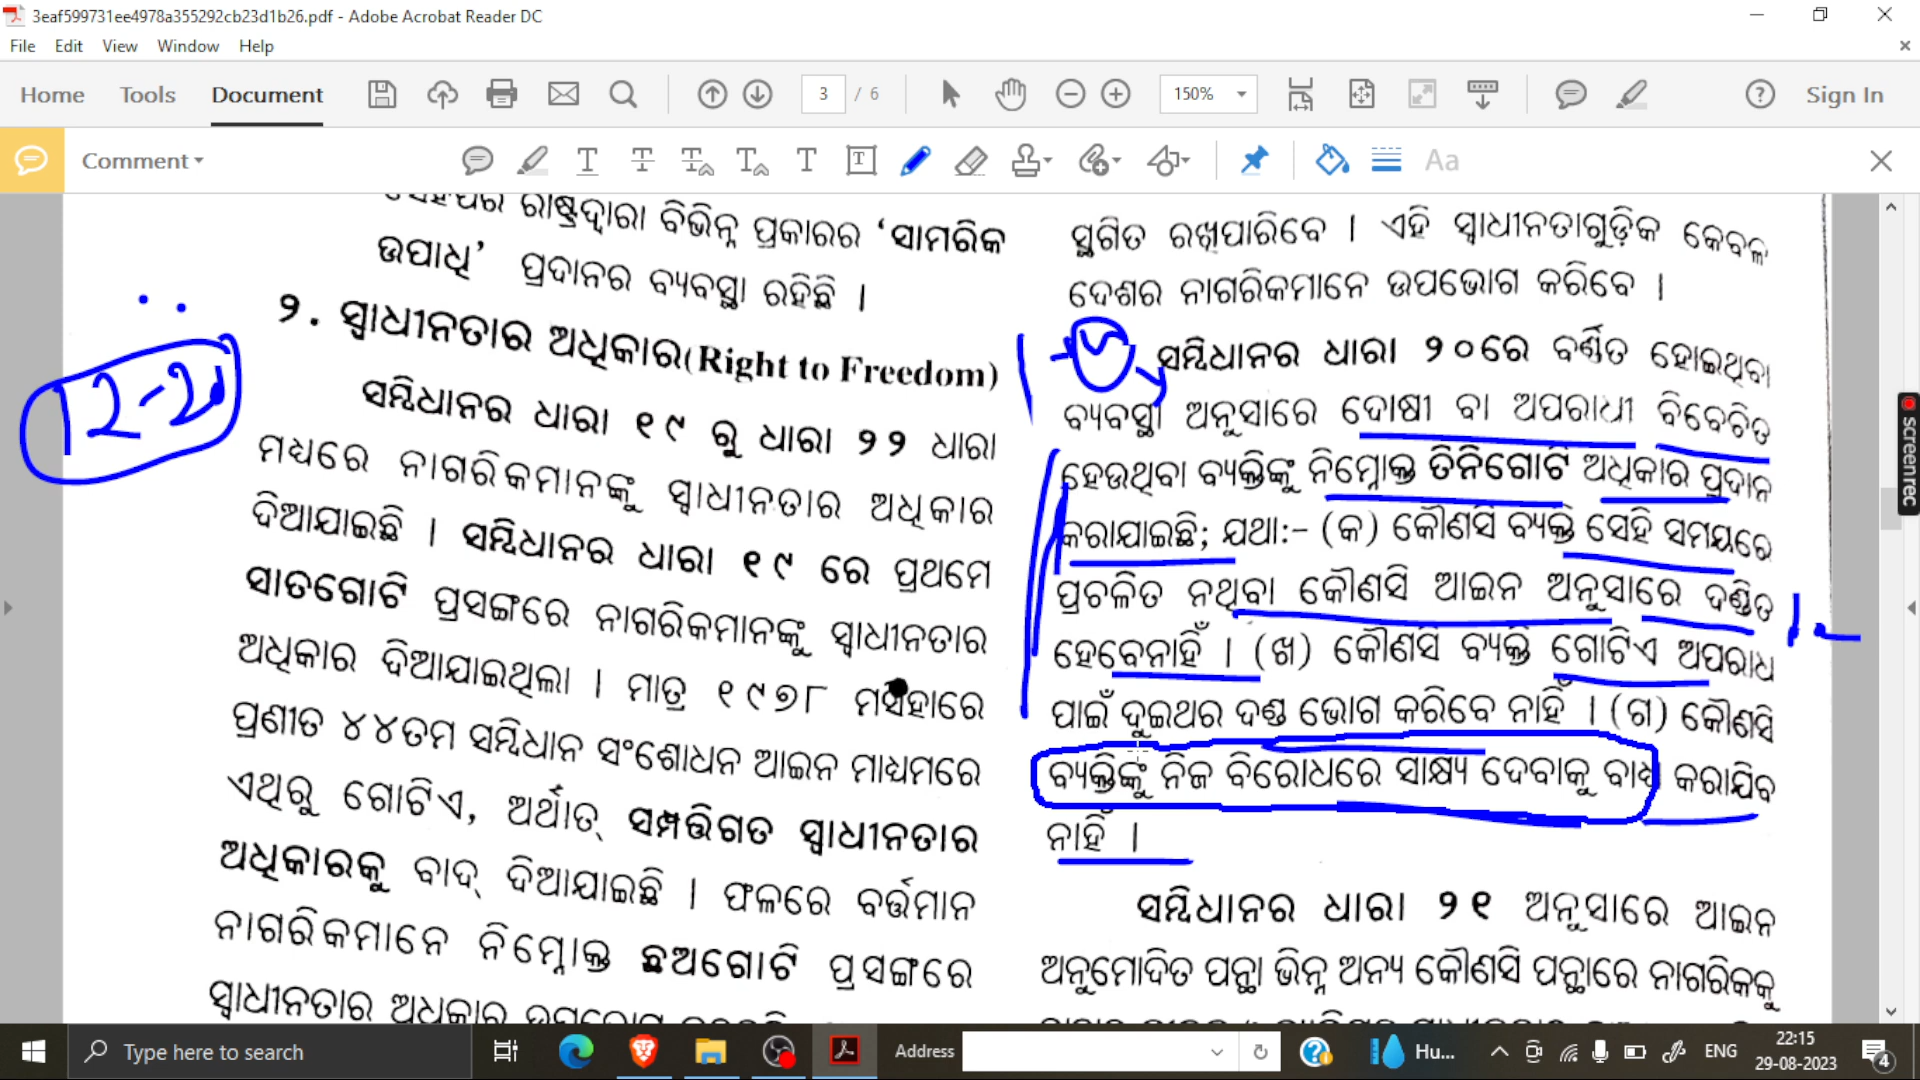 3eaf599731ee4978a355292cb23d1b26.pdf - Adobe Acrobat Reader DC
File Edit View Window Help
Home Tools Document 3 / 6 150% Sign In
Comment Aa
ରାଷ୍ଟ୍ରଦ୍ୱାରା ବିଭିନ୍ନ ପ୍ରକାରର ‘ସାମରିକ
ଉପାଧି’ ପ୍ରଦାନର ବ୍ୟବସ୍ଥା ରହିଛି ।
୨. ସ୍ୱାଧୀନତାର ଅଧିକାର(Right to Freedom)
ସମ୍ବିଧାନର ଧାରା ୧୯ ରୁ ଧାରା ୨୨ ଧାରା
ମଧ୍ୟରେ ନାଗରିକମାନଙ୍କୁ ସ୍ୱାଧୀନତାର ଅଧିକାର
ଦିଆଯାଇଛି । ସମ୍ବିଧାନର ଧାରା ୧୯ ରେ ପ୍ରଥମେ
ସାତଗୋଟି ପ୍ରସଙ୍ଗରେ ନାଗରିକମାନଙ୍କୁ ସ୍ୱାଧୀନତାର
ଅଧିକାର ଦିଆଯାଇଥିଲା । ମାତ୍ର ୧୯୭୮ ମସିହାରେ
ପ୍ରଣୀତ ୪୪ତମ ସମ୍ବିଧାନ ସଂଶୋଧନ ଆଇନ ମାଧ୍ୟମରେ
ଏଥିରୁ ଗୋଟିଏ, ଅର୍ଥାତ୍ ସମ୍ପତ୍ତିଗତ ସ୍ୱାଧୀନତାର
ଅଧିକାରକୁ ବାଦ୍ ଦିଆଯାଇଛି । ଫଳରେ ବର୍ତ୍ତମାନ
ନାଗରିକମାନେ ନିମ୍ନୋକ୍ତ ଛଅଗୋଟି ପ୍ରସଙ୍ଗରେ
ସ୍ୱାଧୀନତାର ଅଧିକାର
ସ୍ଥଗିତ ରଖିପାରିବେ । ଏହି ସ୍ୱାଧୀନତାଗୁଡ଼ିକ କେବଳ
ଦେଶର ନାଗରିକମାନେ ଉପଭୋଗ କରିବେ ।
ସମ୍ବିଧାନର ଧାରା ୨୦ରେ ବର୍ଣ୍ଣିତ ହୋଇଥିବା
ବ୍ୟବସ୍ଥା ଅନୁସାରେ ଦୋଷୀ ବା ଅପରାଧୀ ବିବେଚିତ
ହେଉଥିବା ବ୍ୟକ୍ତିଙ୍କୁ ନିମ୍ନୋକ୍ତ ତିନିଗୋଟି ଅଧିକାର ପ୍ରଦାନ
କରାଯାଇଛି; ଯଥା:- (କ) କୌଣସି ବ୍ୟକ୍ତି ସେହି ସମୟରେ
ପ୍ରଚଳିତ ନଥିବା କୌଣସି ଆଇନ ଅନୁସାରେ ଦଣ୍ଡିତ
ହେବେନାହିଁ । (ଖ) କୌଣସି ବ୍ୟକ୍ତି ଗୋଟିଏ ଅପରାଧ
ପାଇଁ ଦୁଇଥର ଦଣ୍ଡ ଭୋଗ କରିବେ ନାହିଁ । (ଗ) କୌଣସି
ବ୍ୟକ୍ତିଙ୍କୁ ନିଜ ବିରୋଧରେ ସାକ୍ଷ୍ୟ ଦେବାକୁ ବାଧ୍ୟ କରାଯିବ
ନାହିଁ ।
ସମ୍ବିଧାନର ଧାରା ୨୧ ଅନୁସାରେ ଆଇନ
ଅନୁମୋଦିତ ପନ୍ଥା ଭିନ୍ନ ଅନ୍ୟ କୌଣସି ପନ୍ଥାରେ ନାଗରିକକୁ
screenrec
Type here to search Address Hu... ENG 22:15
29-08-2023 4